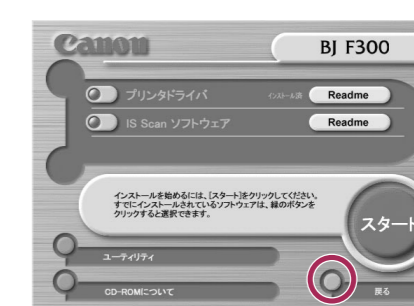 Canon
BJ F300
プリンタドライバ インストール済 Readme
IS Scan ソフトウェア Readme
インストールを始めるには、[スタート]をクリックしてください。
すでにインストールされているソフトウェアは、緑のボタンを
クリックすると選択できます。
スタート
ユーティリティ
CD-ROMについて
戻る